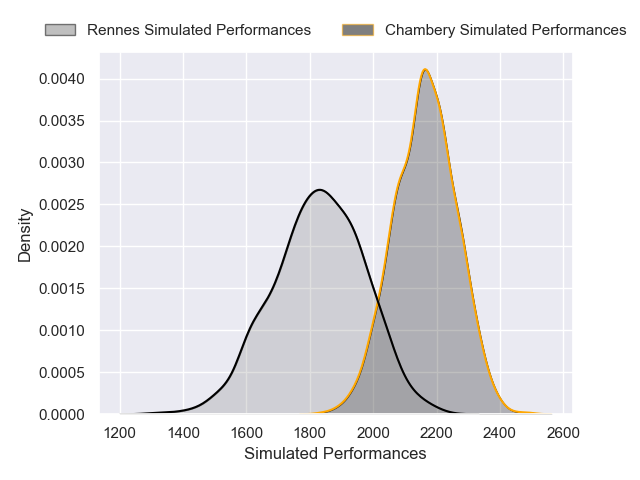 Rennes Simulated Performances
Chambery Simulated Performances
Density
0.0040
0.0035
0.0030
0.0025
0.0020
0.0015
0.0010
0.0005
0.0000
1200 1400 1600 1800 2000 2200 2400 2600
Simulated Performances